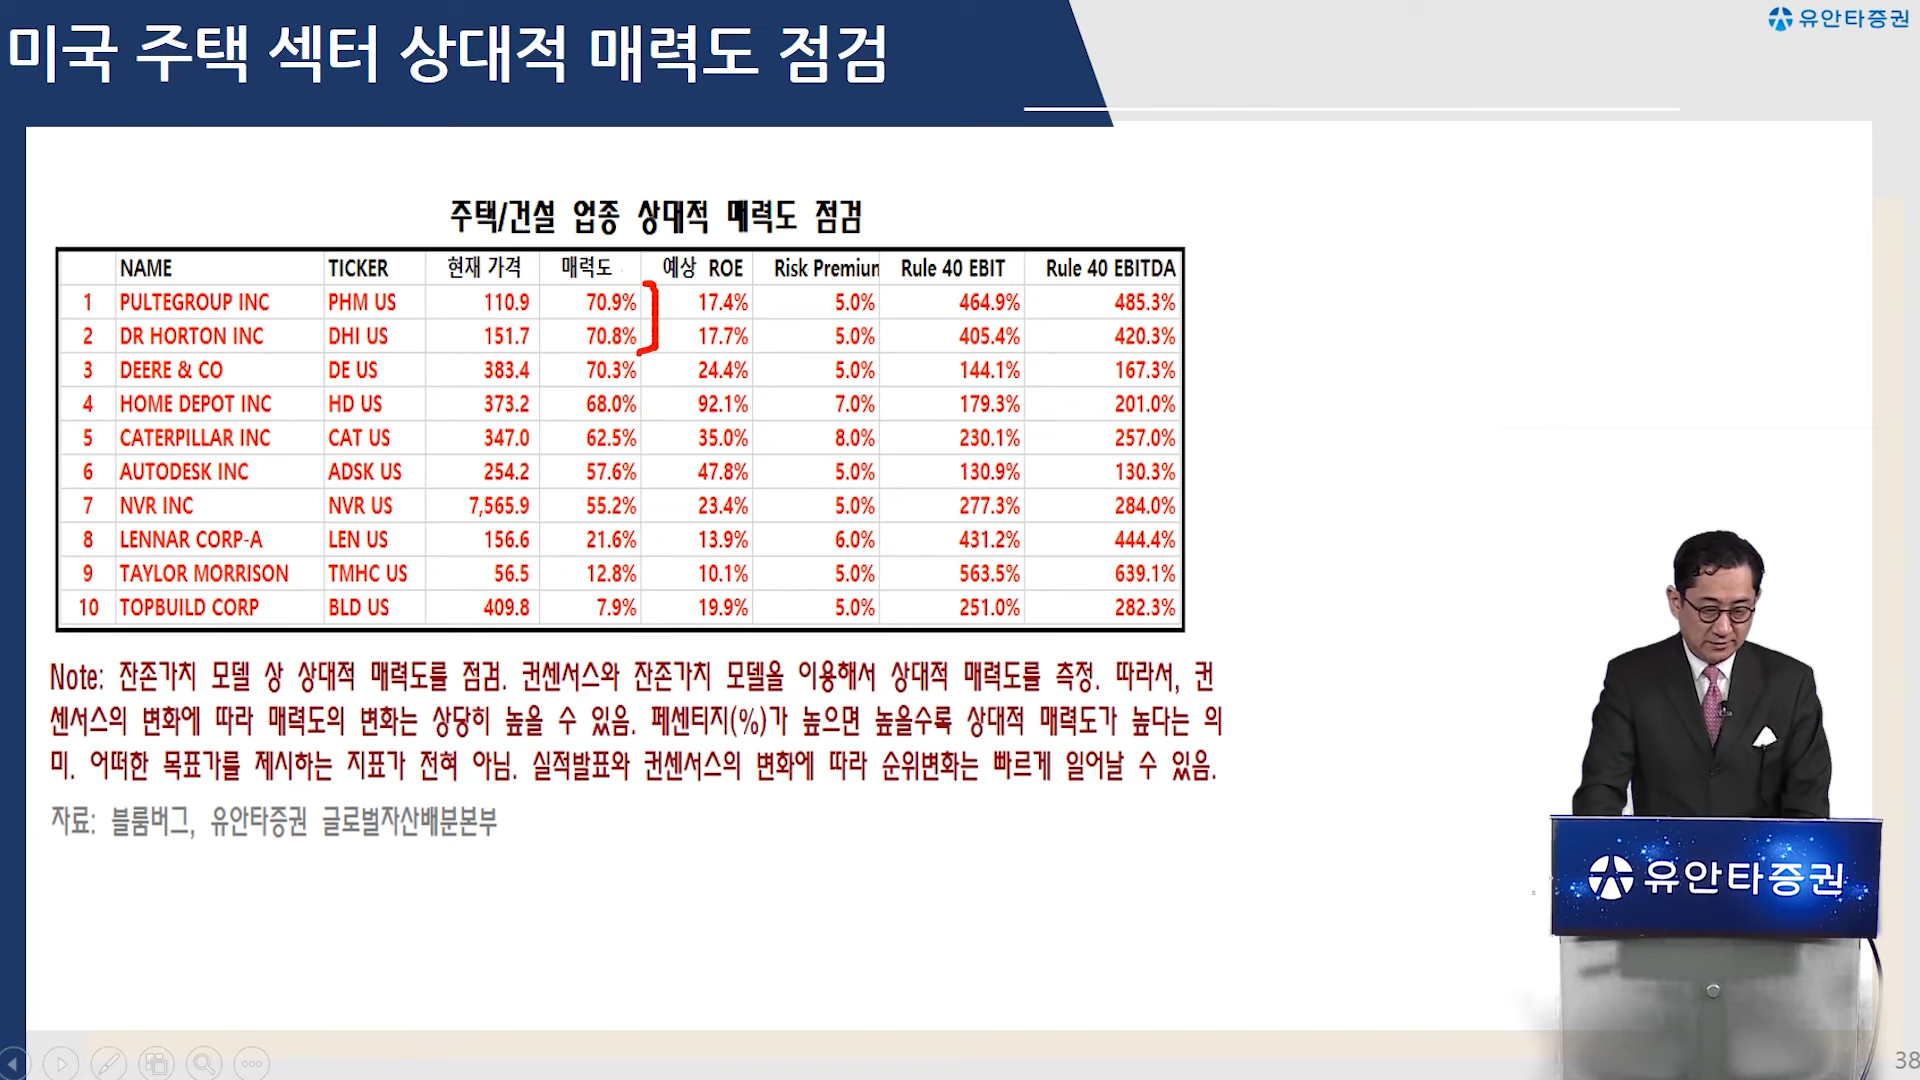 미국 주택 섹터 상대적 매력도 점검
유안타증권
주택/건설 업종 상대적 매력도 점검
NAME TICKER 현재 가격 매력도 예상 ROE Risk Premiun Rule 40 EBIT Rule 40 EBITDA
1 PULTEGROUP INC PHM US 110.9 70.9% 17.4% 5.0% 464.9% 485.3%
2 DR HORTON INC DHI US 151.7 70.8% 17.7% 5.0% 405.4% 420.3%
3 DEERE & CO DE US 383.4 70.3% 24.4% 5.0% 144.1% 167.3%
4 HOME DEPOT INC HD US 373.2 68.0% 92.1% 7.0% 179.3% 201.0%
5 CATERPILLAR INC CAT US 347.0 62.5% 35.0% 8.0% 230.1% 257.0%
6 AUTODESK INC ADSK US 254.2 57.6% 47.8% 5.0% 130.9% 130.3%
7 NVR INC NVR US 7,565.9 55.2% 23.4% 5.0% 277.3% 284.0%
8 LENNAR CORP-A LEN US 156.6 21.6% 13.9% 6.0% 431.2% 444.4%
9 TAYLOR MORRISON TMHC US 56.5 12.8% 10.1% 5.0% 563.5% 639.1%
10 TOPBUILD CORP BLD US 409.8 7.9% 19.9% 5.0% 251.0% 282.3%
Note: 잔존가치 모델 상 상대적 매력도를 점검. 컨센서스와 잔존가치 모델을 이용해서 상대적 매력도를 측정. 따라서, 컨
센서스의 변화에 따라 매력도의 변화는 상당히 높을 수 있음. 페센티지(%)가 높으면 높을수록 상대적 매력도가 높다는 의
미. 어떠한 목표가를 제시하는 지표가 전혀 아님. 실적발표와 컨센서스의 변화에 따라 순위변화는 빠르게 일어날 수 있음.
자료: 블룸버그, 유안타증권 글로벌자산배분본부
유안타증권
38